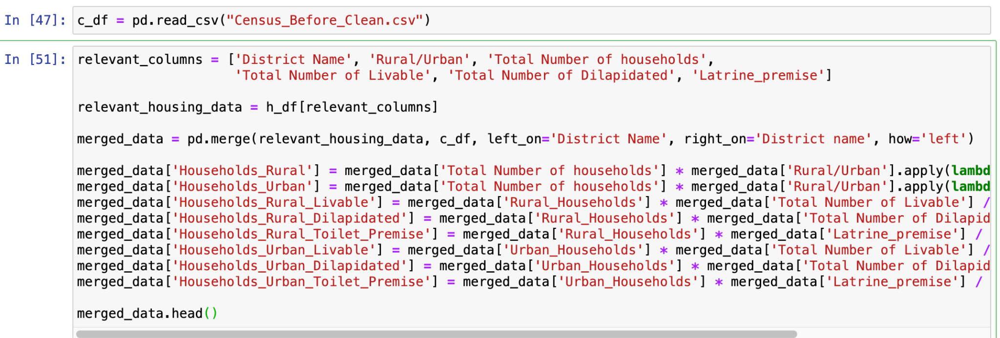 In [47]: c_df = pd.read_csv("Census_Before_Clean.csv")
In [51]: relevant_columns = ['District Name', 'Rural/Urban', 'Total Number of households',
'Total Number of Livable', 'Total Number of Dilapidated', 'Latrine_premise']
relevant_housing_data = h_df[relevant_columns]
merged_data = pd.merge(relevant_housing_data, c_df, left_on='District Name', right_on='District name', how='left')
merged_data['Households_Rural'] = merged_data['Total Number of households'] * merged_data['Rural/Urban'].apply(lambd
merged_data['Households_Urban'] = merged_data['Total Number of households'] * merged_data['Rural/Urban'].apply(lambd
merged_data['Households_Rural_Livable'] = merged_data['Rural_Households'] * merged_data['Total Number of Livable'] /
merged_data['Households_Rural_Dilapidated'] = merged_data['Rural_Households'] * merged_data['Total Number of Dilapid
merged_data['Households_Rural_Toilet_Premise'] = merged_data['Rural_Households'] * merged_data['Latrine_premise'] /
merged_data['Households_Urban_Livable'] = merged_data['Urban_Households'] * merged_data['Total Number of Livable'] /
merged_data['Households_Urban_Dilapidated'] = merged_data['Urban_Households'] * merged_data['Total Number of Dilapid
merged_data['Households_Urban_Toilet_Premise'] = merged_data['Urban_Households'] * merged_data['Latrine_premise'] /
merged_data.head()